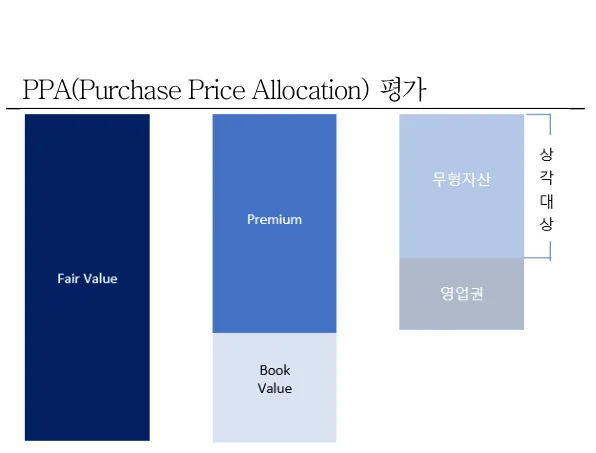 PPA(Purchase Price Allocation) 평가
Fair Value
Premium
Book
Value
무형자산
영업권
상
각
대
상